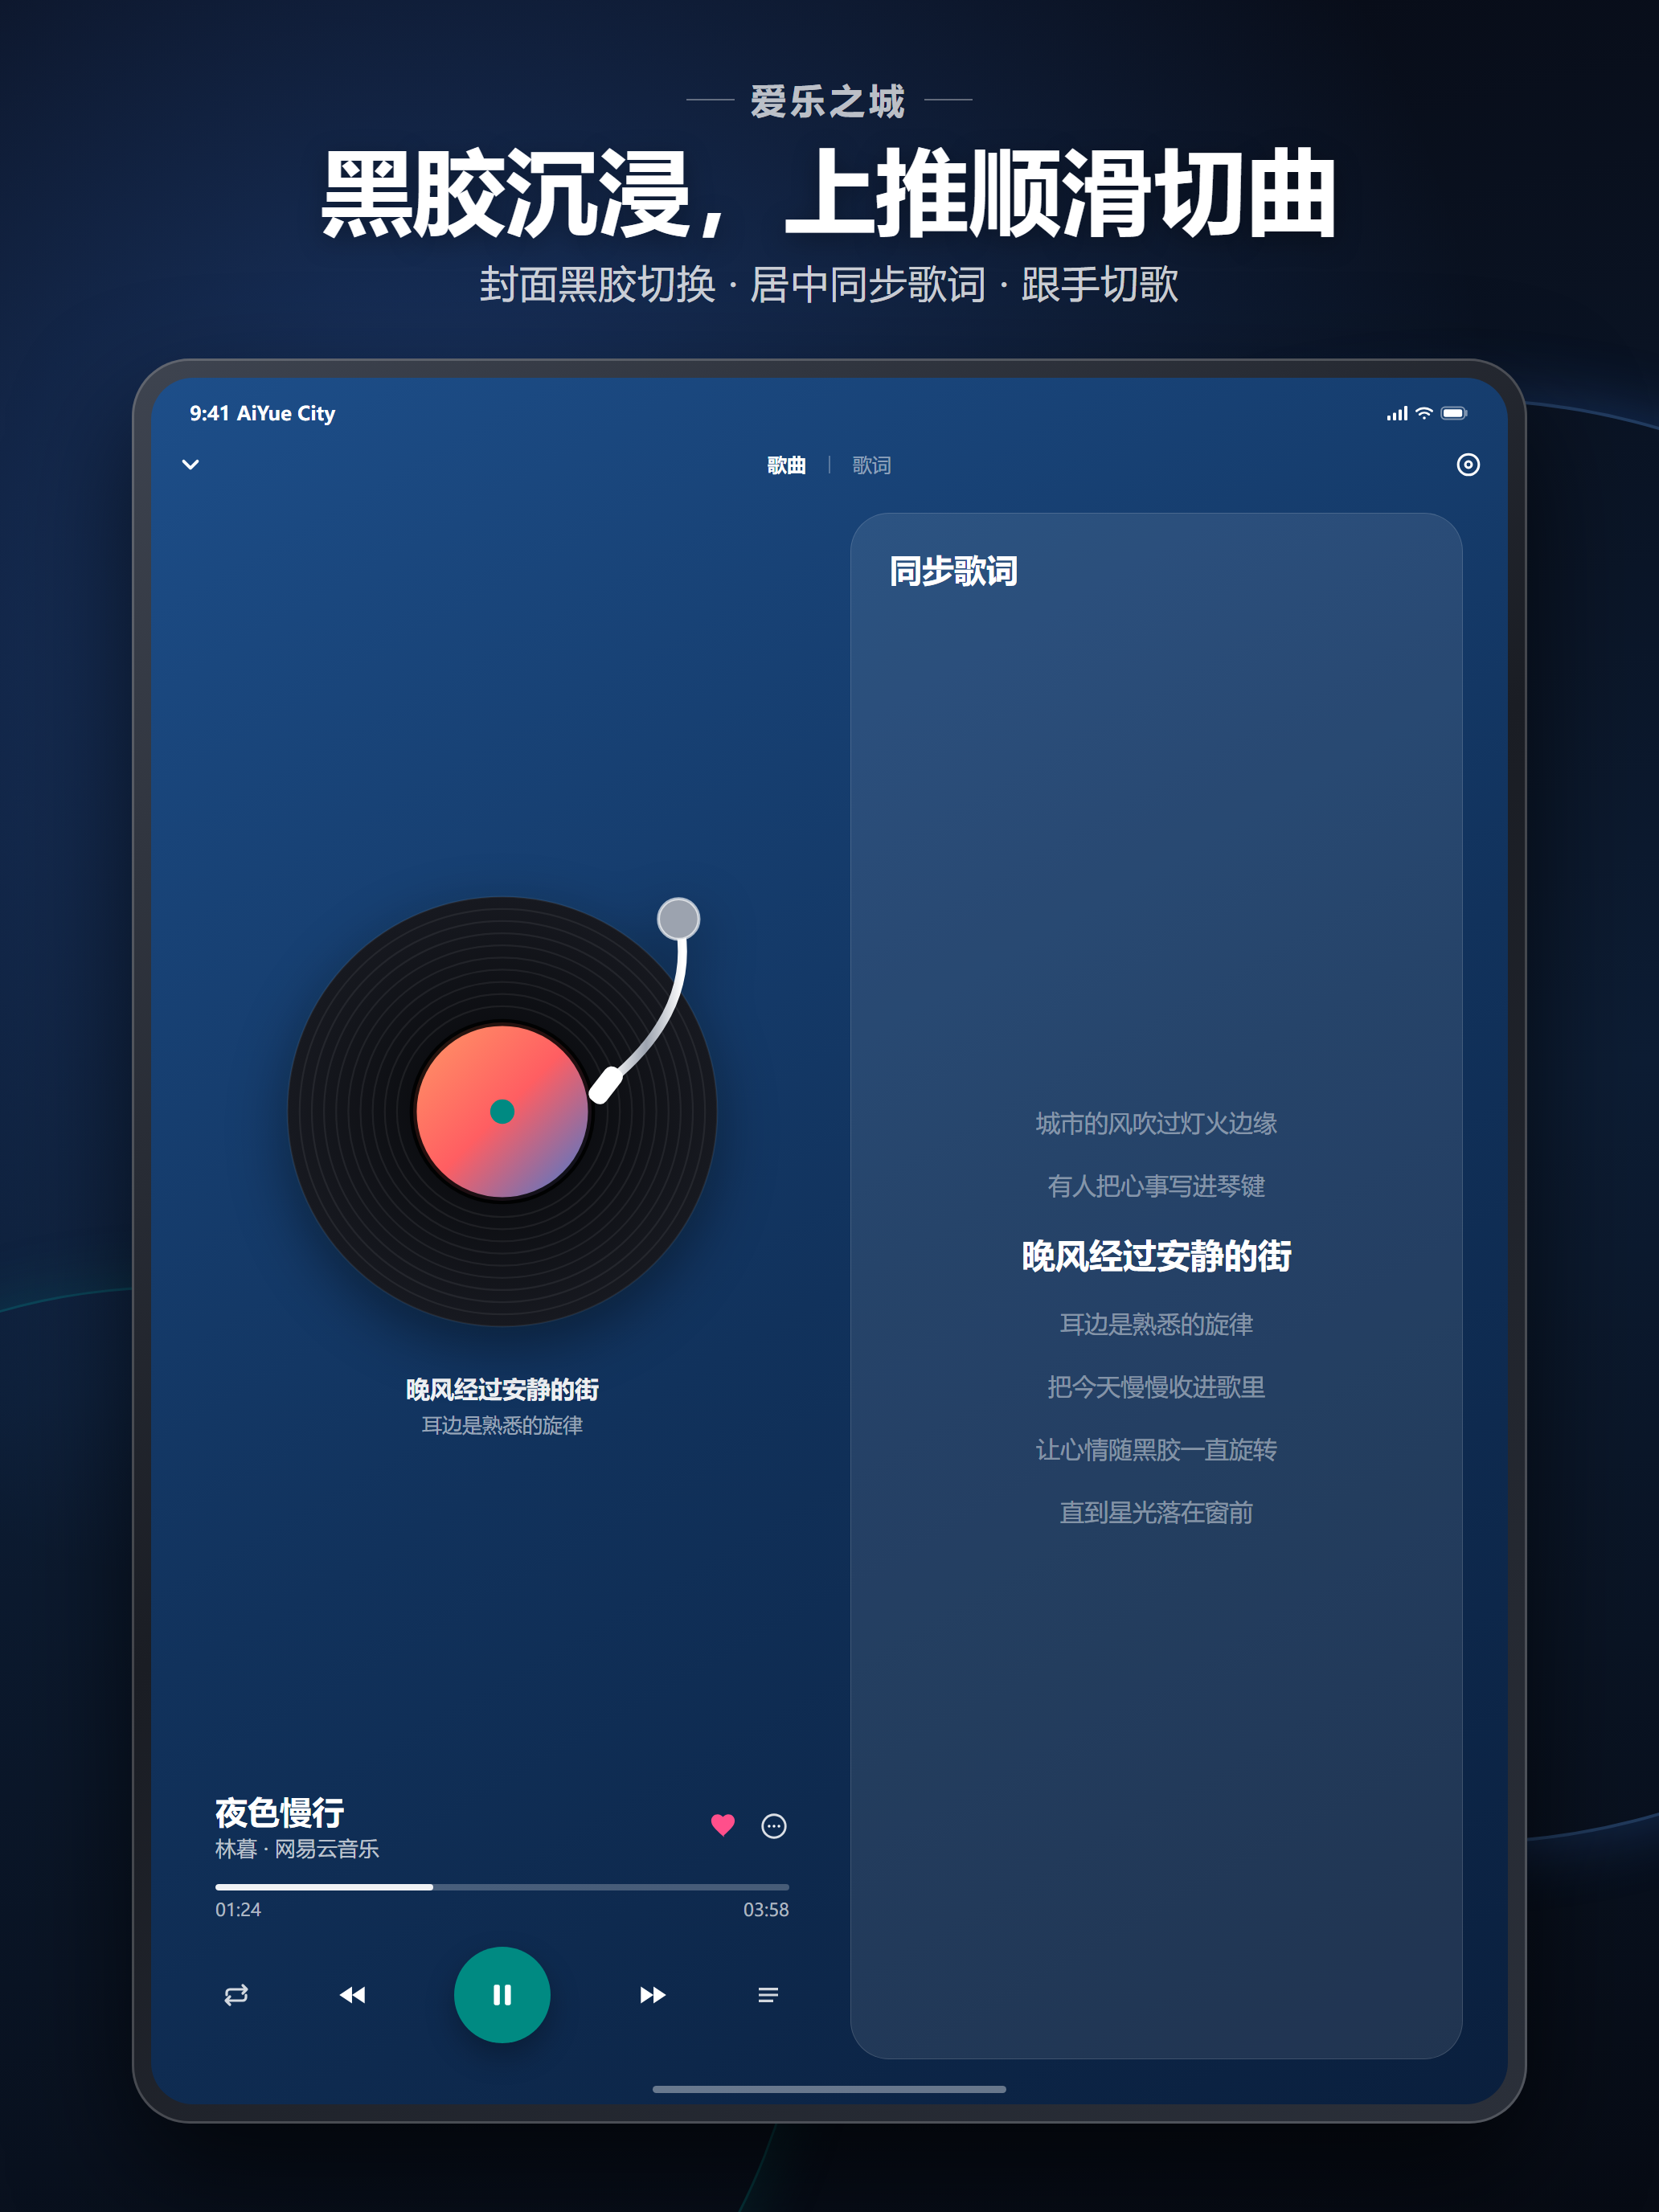 爱乐之城
黑胶沉浸，上推顺滑切曲
封面黑胶切换 · 居中同步歌词 · 跟手切歌
9:41 AiYue City
歌曲 | 歌词
同步歌词
城市的风吹过灯火边缘
有人把心事写进琴键
晚风经过安静的街
耳边是熟悉的旋律
把今天慢慢收进歌里
让心情随黑胶一直旋转
直到星光落在窗前
晚风经过安静的街
耳边是熟悉的旋律
夜色慢行
林暮 · 网易云音乐
01:24 03:58